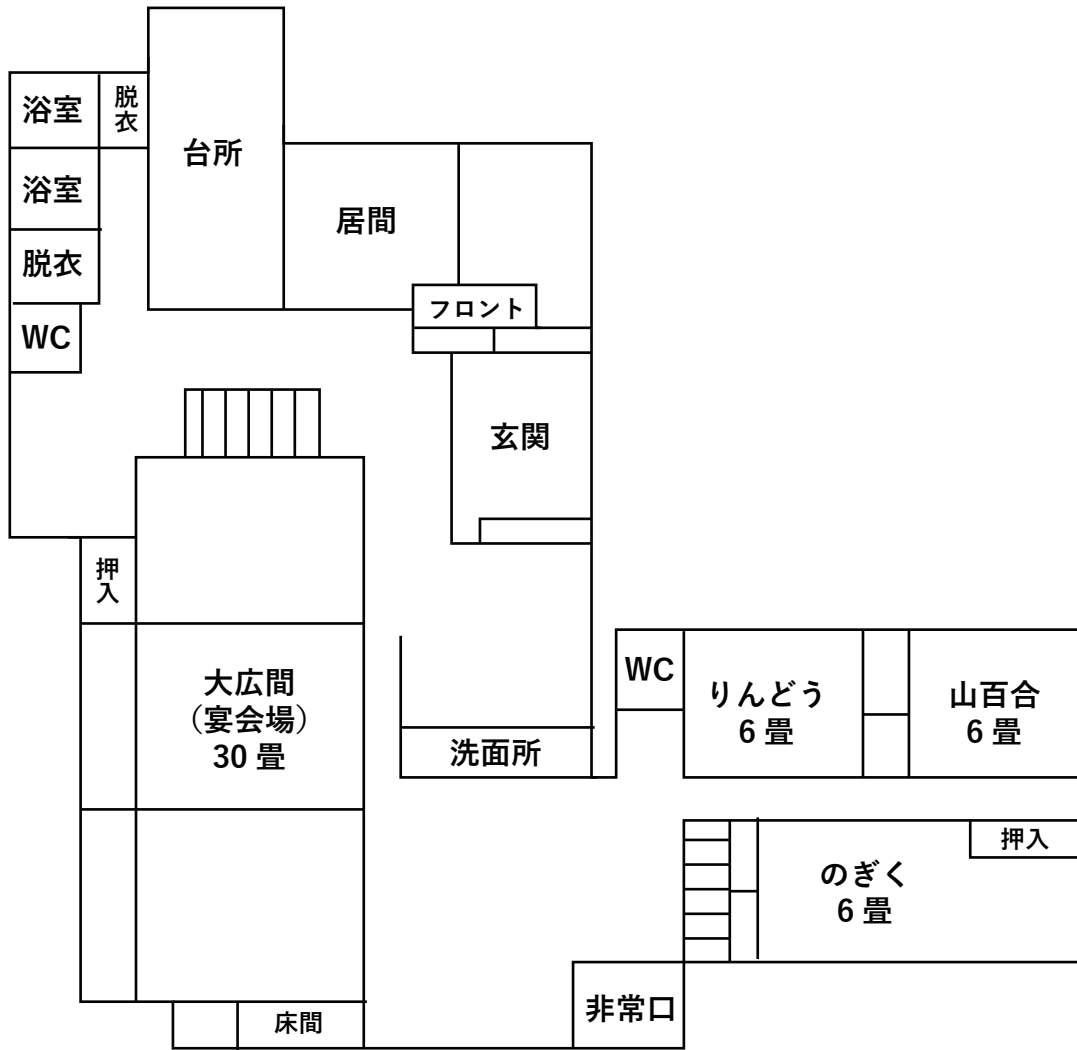 浴室
脱
衣
台所
浴室
居間
脱衣
フロント
WC
玄関
押
入
WC
りんどう
6 畳
山百合
6 畳
大広間
（宴会場）
30 畳
洗面所
押入
のぎく
6 畳
非常口
床間